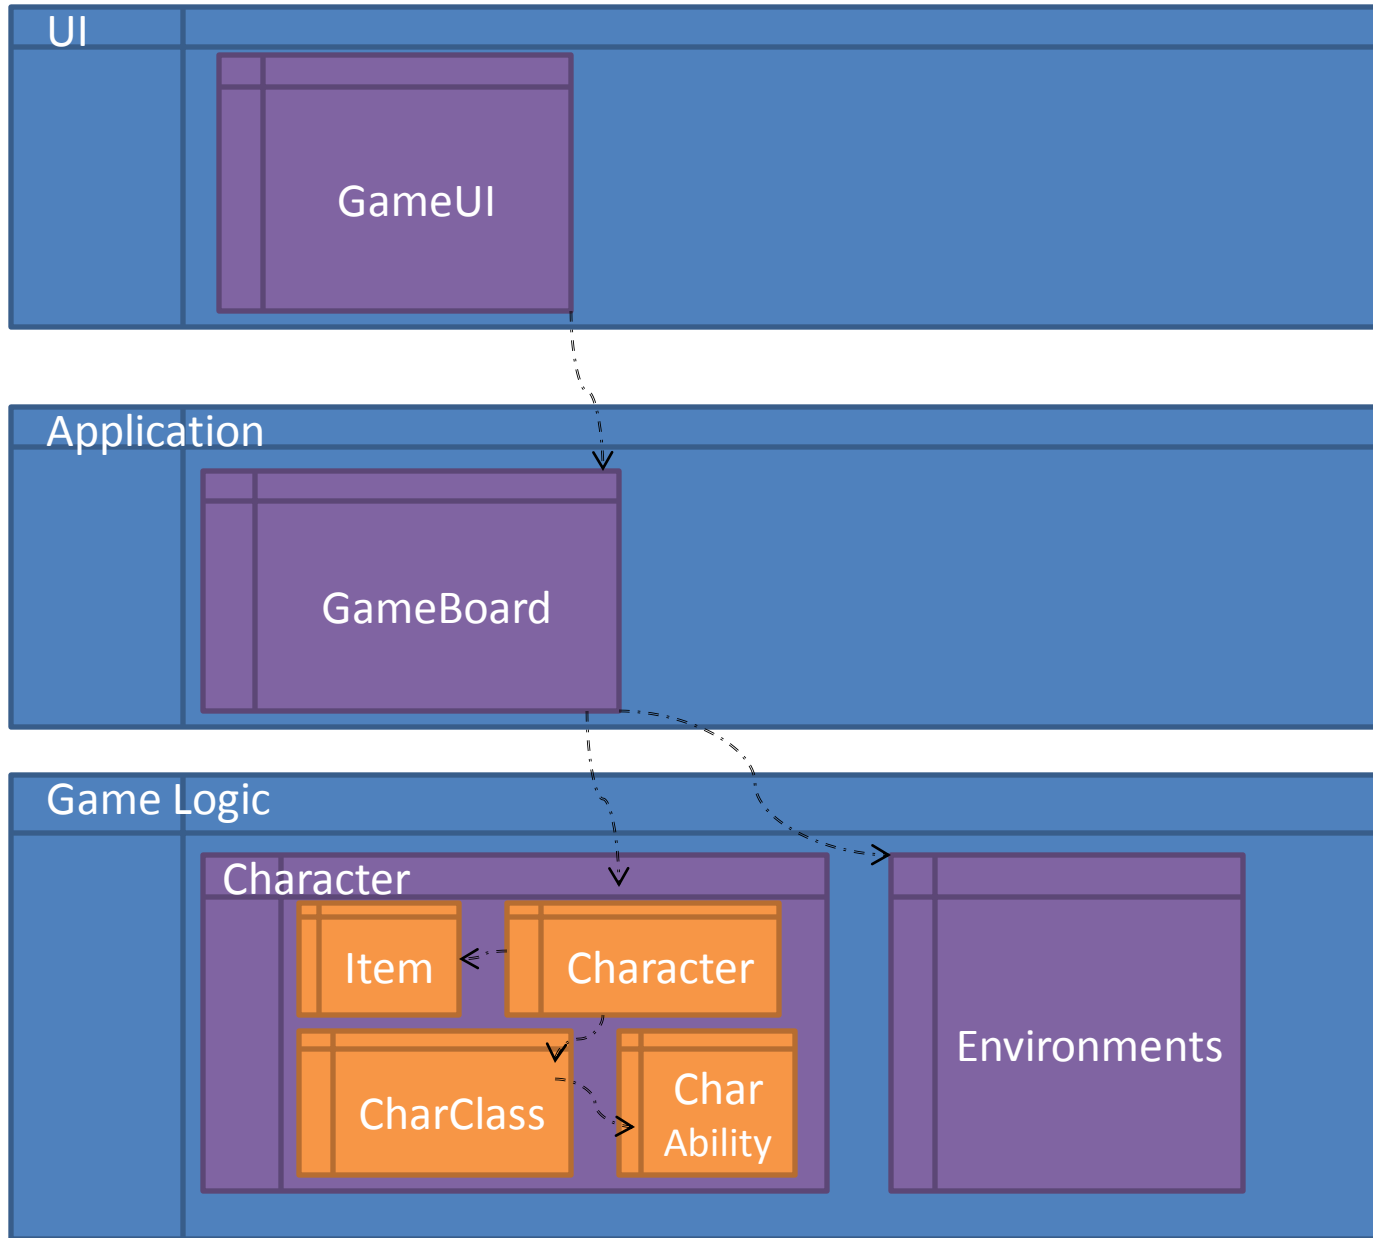 UI
GameUI
Application
GameBoard
Game Logic
Character
Item
Character
CharClass
Char
Ability
Environments